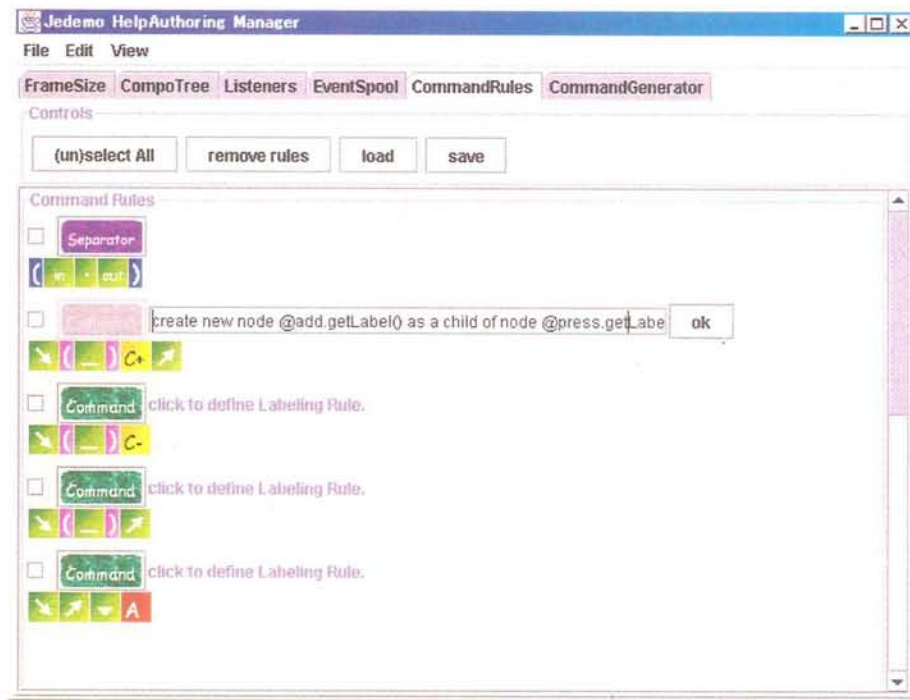 Jedemo HelpAuthoring Manager
File Edit View
FrameSize CompoTree Listeners EventSpool CommandRules CommandGenerator
Controls
(un)select All remove rules load save
Command Rules
Separator
( in • out )
create new node @add.getLabel() as a child of node @press.getLabe ok
( _ ) C+
Command click to define Labeling Rule.
( _ ) C-
Command click to define Labeling Rule.
( _ )
Command click to define Labeling Rule.
A